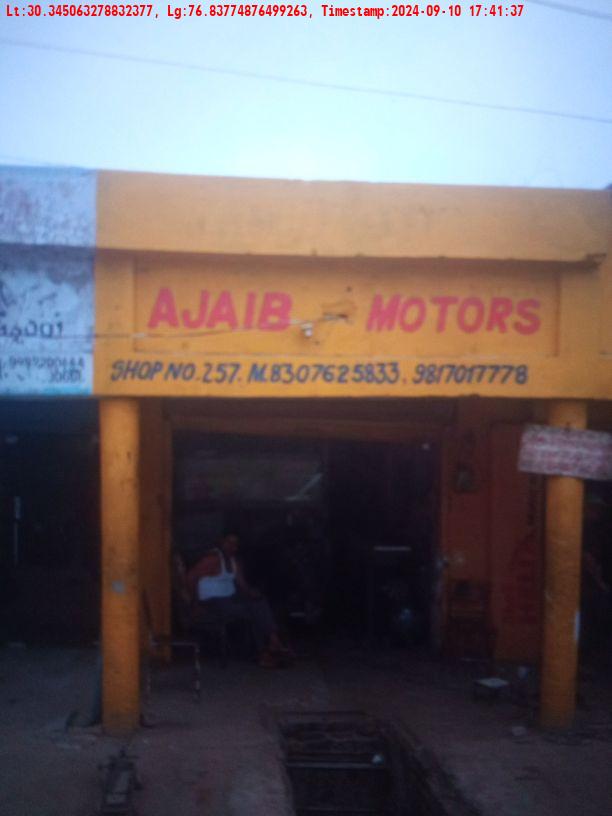 Lt:30.345063278832377, Lg:76.83774876499263, Timestamp:2024-09-10 17:41:37
AJAIB MOTORS
SHOP NO. 257. M.8307625833. 9817017778